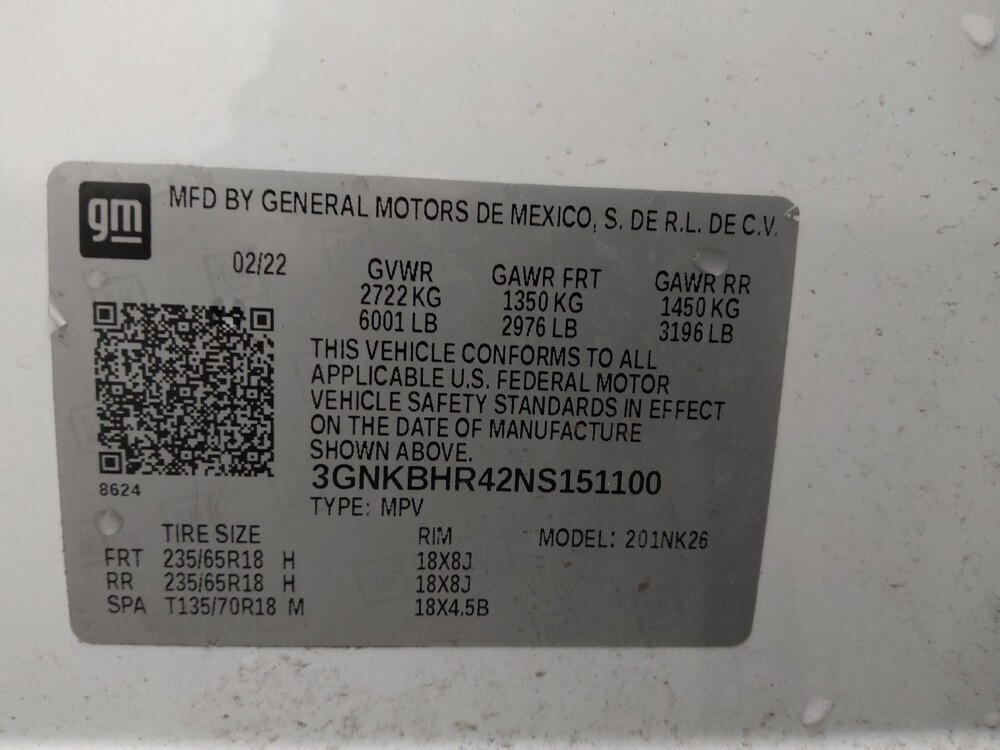 gm
MFD BY GENERAL MOTORS DE MEXICO, S. DE R.L. DE C.V.
02/22
GVWR GAWR FRT GAWR RR
2722 KG 1350 KG 1450 KG
6001 LB 2976 LB 3196 LB
THIS VEHICLE CONFORMS TO ALL
APPLICABLE U.S. FEDERAL MOTOR
VEHICLE SAFETY STANDARDS IN EFFECT
ON THE DATE OF MANUFACTURE
SHOWN ABOVE.
3GNKBHR42NS151100
8624
TYPE: MPV
TIRE SIZE RIM MODEL: 201NK26
FRT 235/65R18 H 18X8J
RR 235/65R18 H 18X8J
SPA T135/70R18 M 18X4.5B